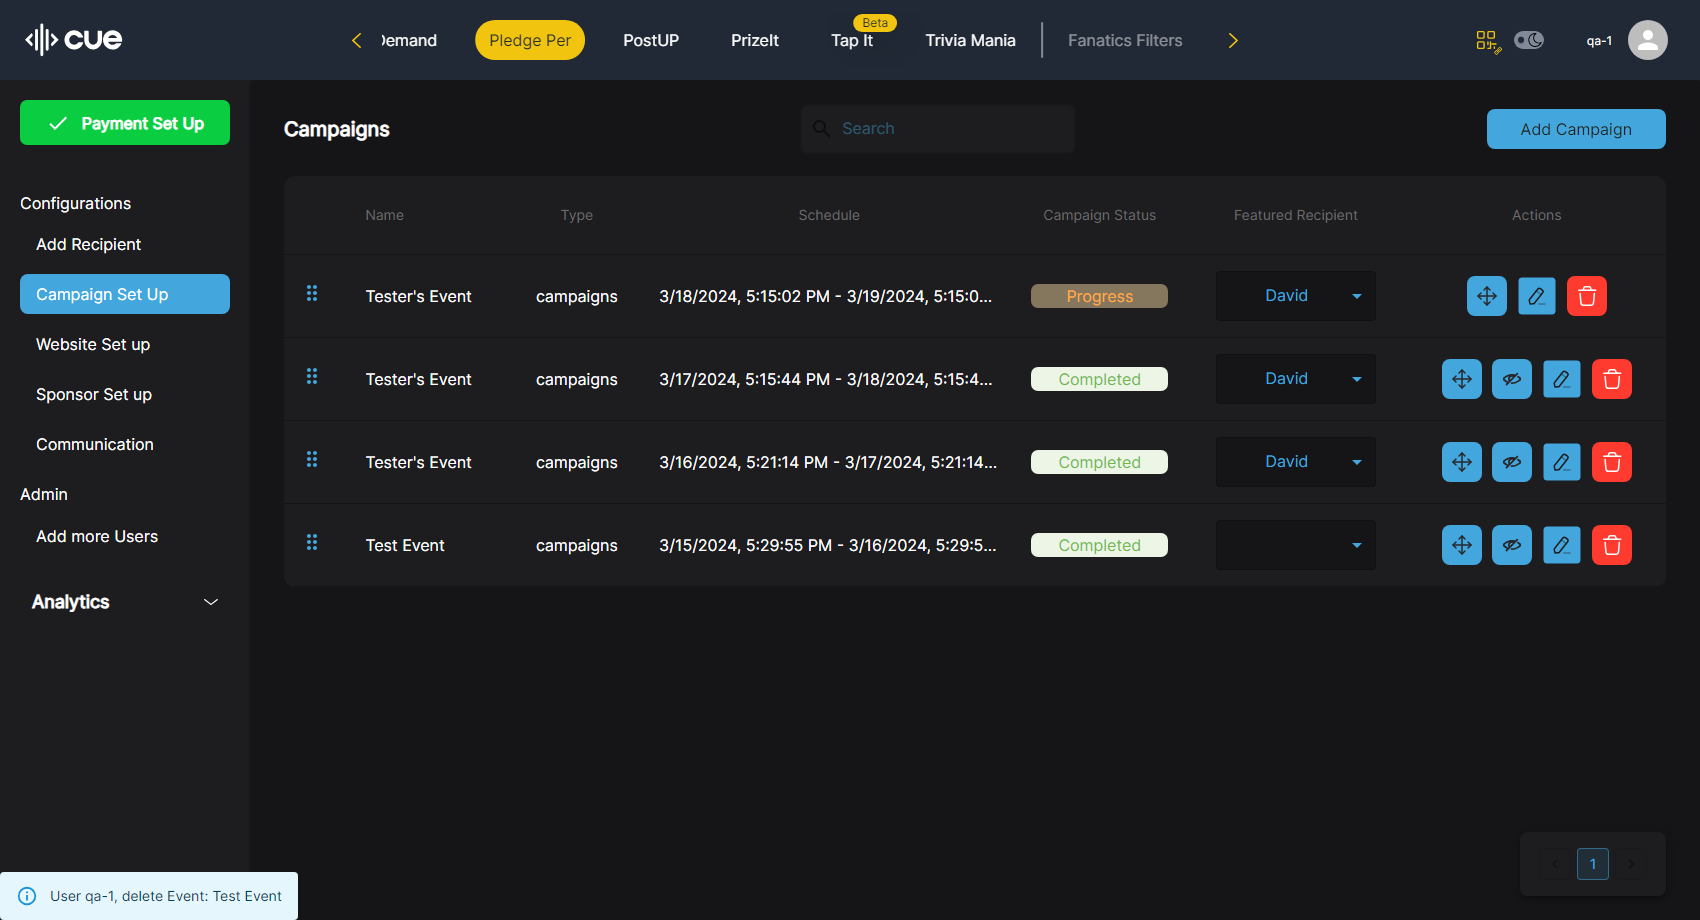 cue
Demand
Pledge Per
PostUP
PrizeIt
Beta
Tap It
Trivia Mania
Fanatics Filters
qa-1
Payment Set Up
Configurations
Add Recipient
Campaign Set Up
Website Set up
Sponsor Set up
Communication
Admin
Add more Users
Analytics
Campaigns
Search
Add Campaign
Name Type Schedule Campaign Status Featured Recipient Actions
Tester's Event campaigns 3/18/2024, 5:15:02 PM - 3/19/2024, 5:15:0... Progress David
Tester's Event campaigns 3/17/2024, 5:15:44 PM - 3/18/2024, 5:15:4... Completed David
Tester's Event campaigns 3/16/2024, 5:21:14 PM - 3/17/2024, 5:21:14... Completed David
Test Event campaigns 3/15/2024, 5:29:55 PM - 3/16/2024, 5:29:5... Completed
1
User qa-1, delete Event: Test Event